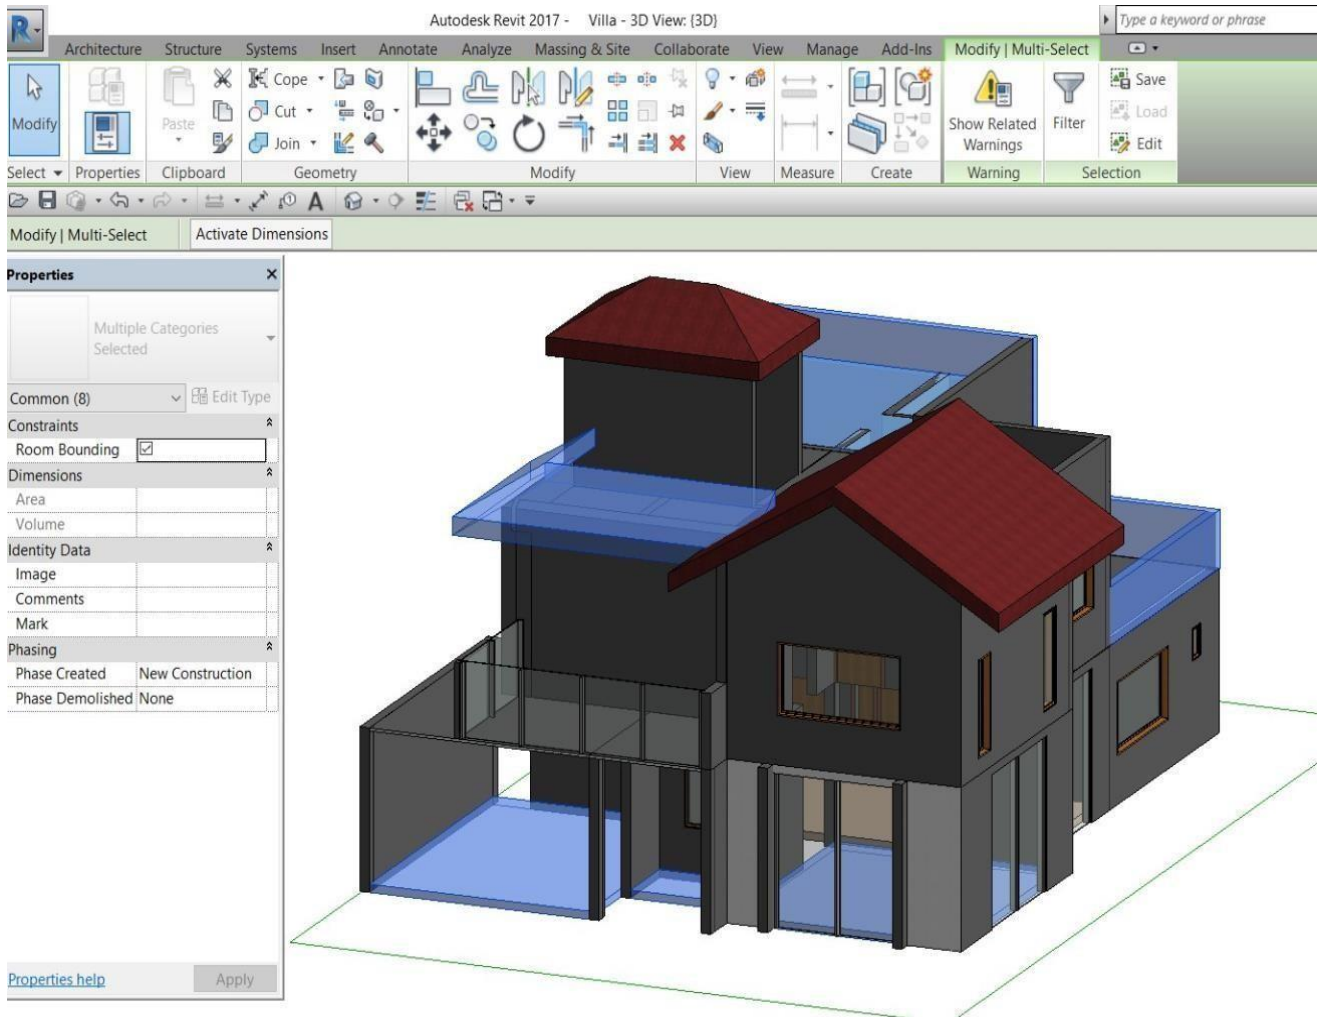 Autodesk Revit 2017 -    Villa - 3D View: {3D}
Type a keyword or phrase
R
Architecture Structure Systems Insert Annotate Analyze Massing & Site Collaborate View Manage Add-Ins Modify | Multi-Select
Modify
Paste
Cope
Cut
Join
Show Related
Warnings
Filter
Save
Load
Edit
Select Properties Clipboard Geometry Modify View Measure Create Warning Selection
A
Modify | Multi-Select Activate Dimensions
Properties
Multiple Categories
Selected
Common (8) Edit Type
Constraints
Room Bounding
Dimensions
Area
Volume
Identity Data
Image
Comments
Mark
Phasing
Phase Created New Construction
Phase Demolished None
Properties help Apply